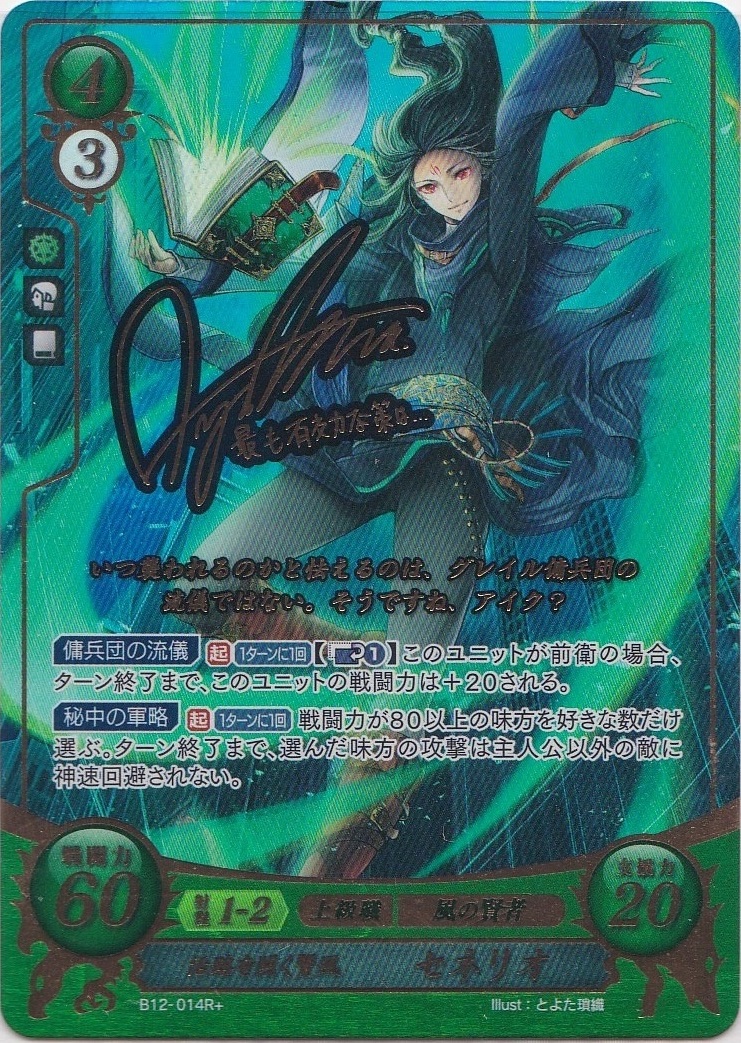 4
3
最も有効な策は…
いつ襲われるのかと怯えるのは、グレイル傭兵団の
流儀ではない。そうですね、アイク？
傭兵団の流儀 起 1ターンに1回 【 1】このユニットが前衛の場合、
ターン終了まで、このユニットの戦闘力は＋20される。
秘中の軍略 起 1ターンに1回 戦闘力が80以上の味方を好きな数だけ
選ぶ。ターン終了まで、選んだ味方の攻撃は主人公以外の敵に
神速回避されない。
戦闘力
60
射程 1-2 上級職 風の賢者
支援力
20
セネリオ
B12-014R+ Illust：とよた瑣織